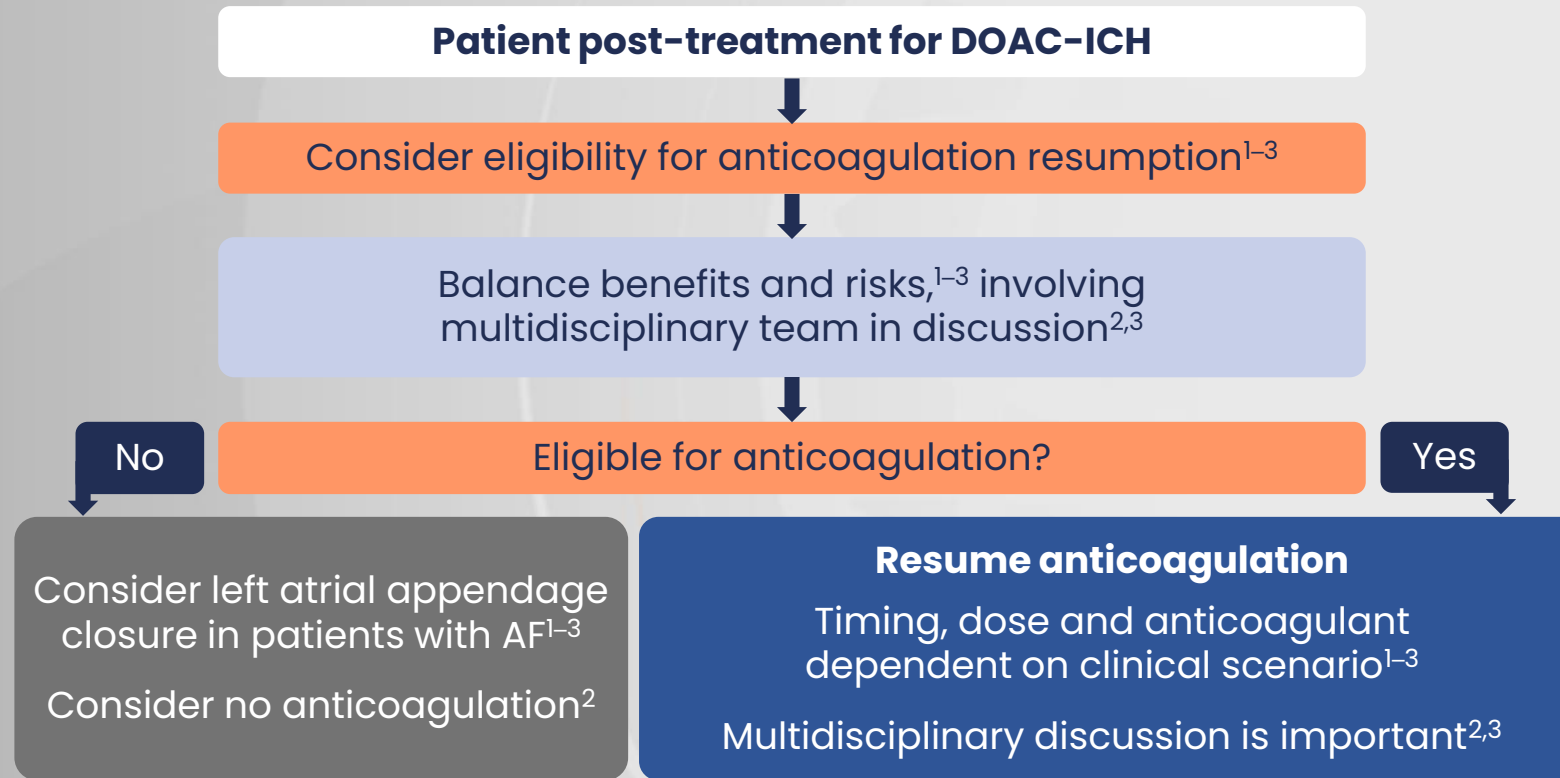 Patient post-treatment for DOAC-ICH
Consider eligibility for anticoagulation resumption¹⁻³
Balance benefits and risks,¹⁻³ involving
multidisciplinary team in discussion²,³
No
Eligible for anticoagulation?
Yes
Consider left atrial appendage
closure in patients with AF¹⁻³
Consider no anticoagulation²
Resume anticoagulation
Timing, dose and anticoagulant
dependent on clinical scenario¹⁻³
Multidisciplinary discussion is important²,³